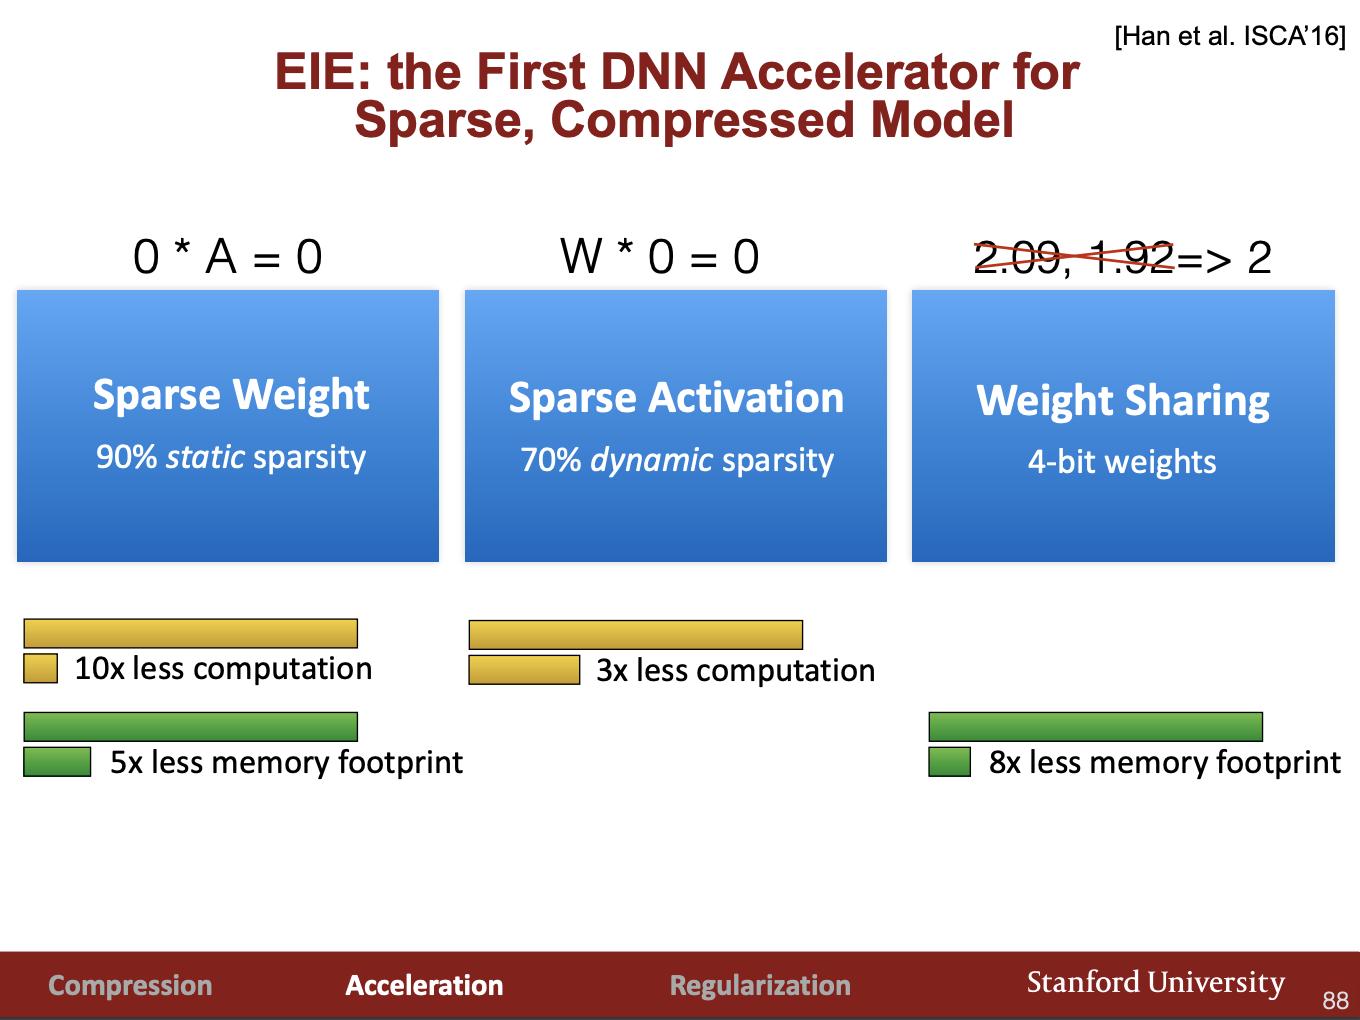 [Han et al. ISCA’16]
EIE: the First DNN Accelerator for
Sparse, Compressed Model
0 * A = 0
W * 0 = 0
2.09, 1.92=> 2
Sparse Weight
90% static sparsity
Sparse Activation
70% dynamic sparsity
Weight Sharing
4-bit weights
10x less computation
3x less computation
5x less memory footprint
8x less memory footprint
Compression
Acceleration
Regularization
Stanford University
88